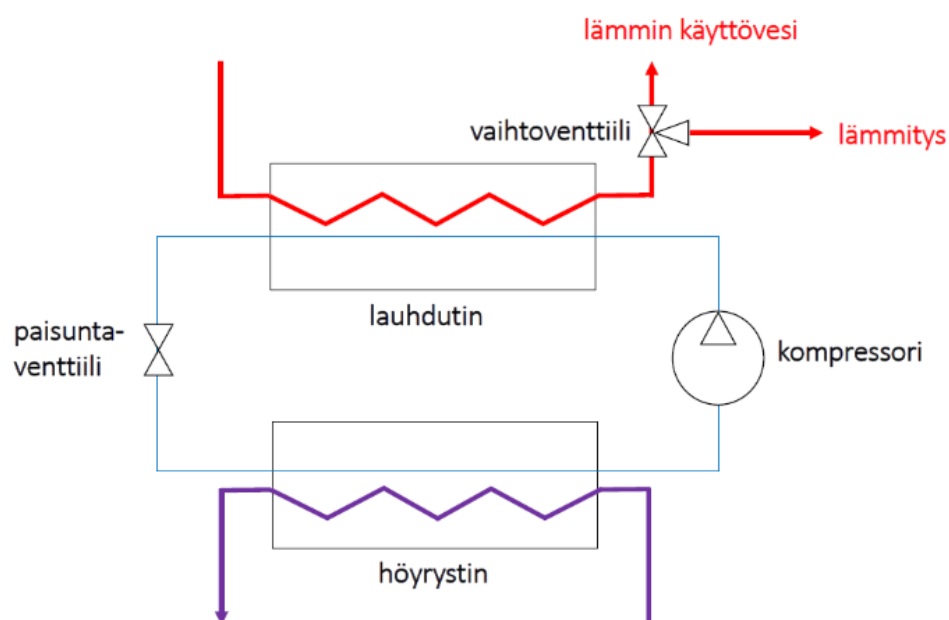 lämmin käyttövesi
vaihtoventtiili
lämmitys
lauhdutin
paisunta-
venttiili
kompressori
höyrystin